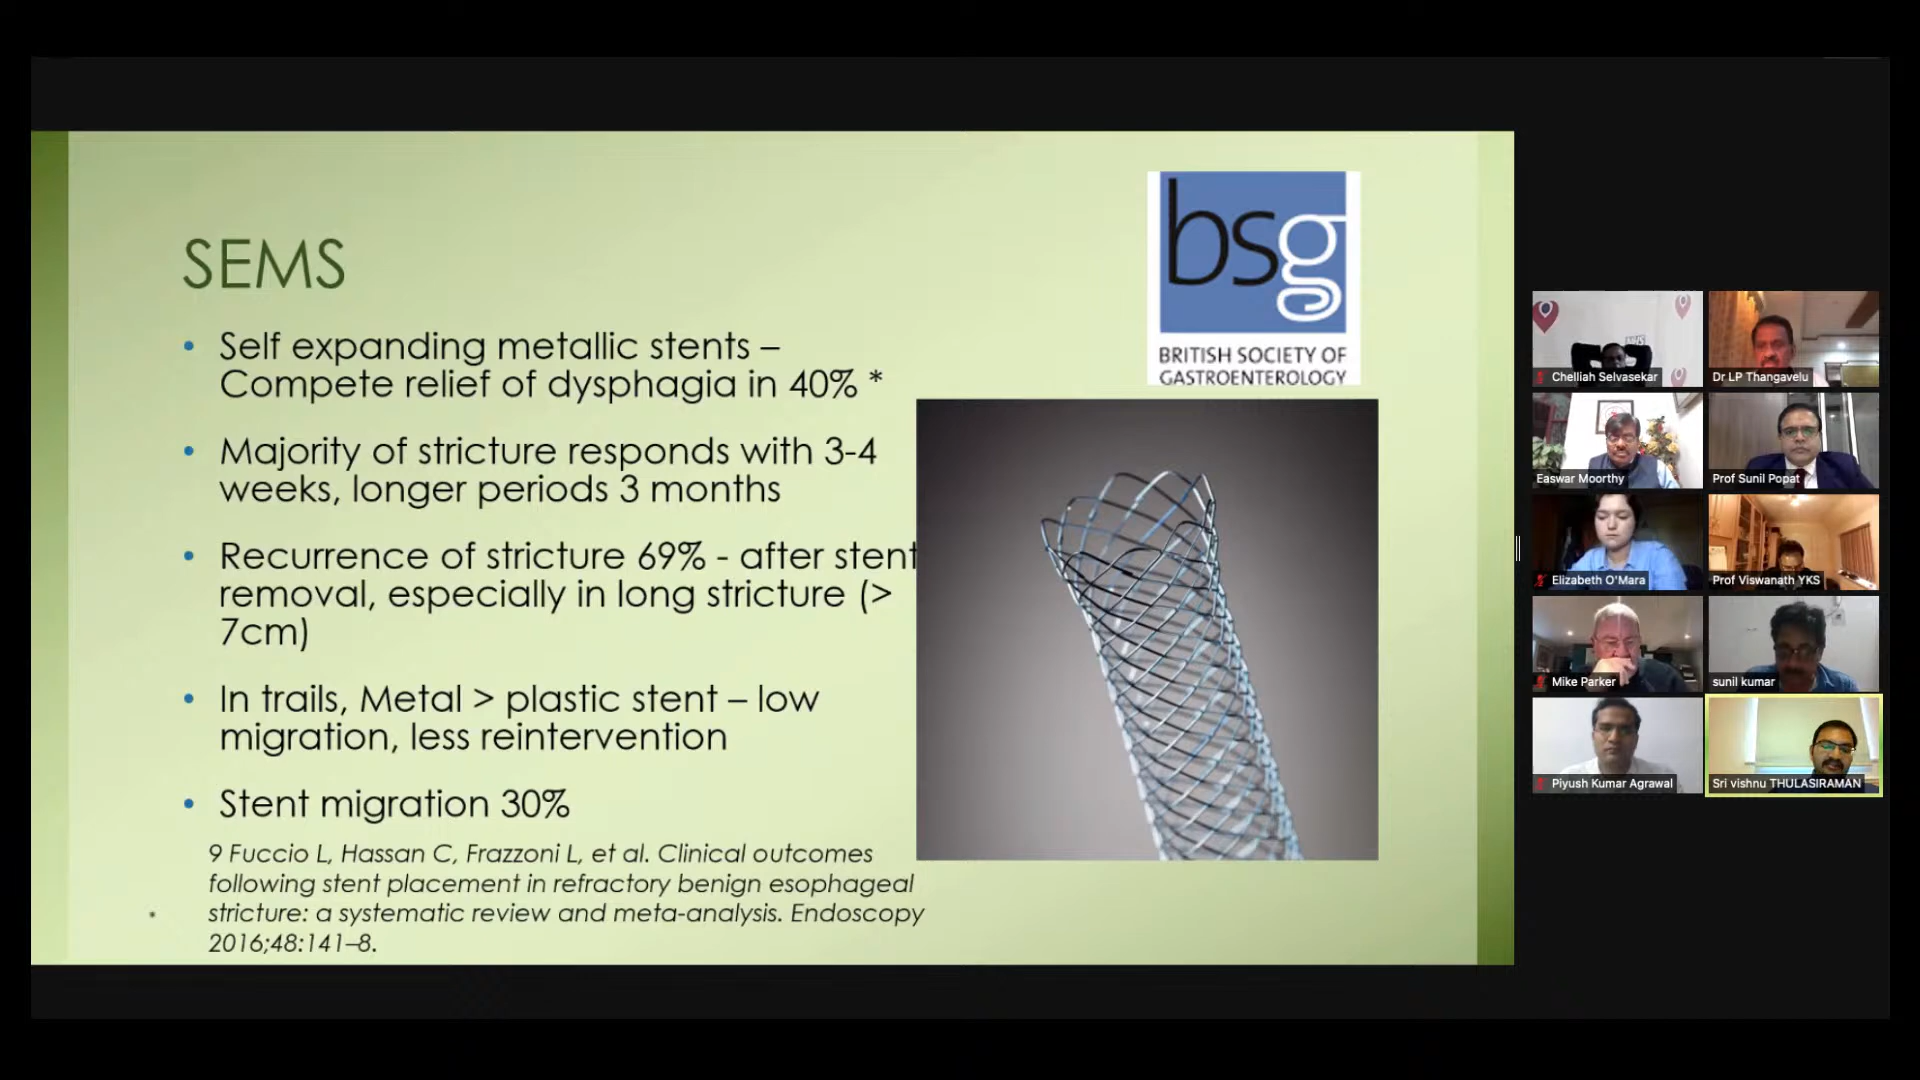 SEMS
• Self expanding metallic stents –
Compete relief of dysphagia in 40% *
• Majority of stricture responds with 3-4
weeks, longer periods 3 months
• Recurrence of stricture 69% - after stent
removal, especially in long stricture (>
7cm)
• In trails, Metal > plastic stent – low
migration, less reintervention
• Stent migration 30%
9 Fuccio L, Hassan C, Frazzoni L, et al. Clinical outcomes
following stent placement in refractory benign esophageal
* stricture: a systematic review and meta-analysis. Endoscopy
2016;48:141–8.
bsg
BRITISH SOCIETY OF
GASTROENTEROLOGY
NHS
Chelliah Selvasekar
Dr LP Thangavelu
Easwar Moorthy
Prof Sunil Popat
Elizabeth O'Mara
Prof Viswanath YKS
Mike Parker
sunil kumar
Piyush Kumar Agrawal
Sri vishnu THULASIRAMAN